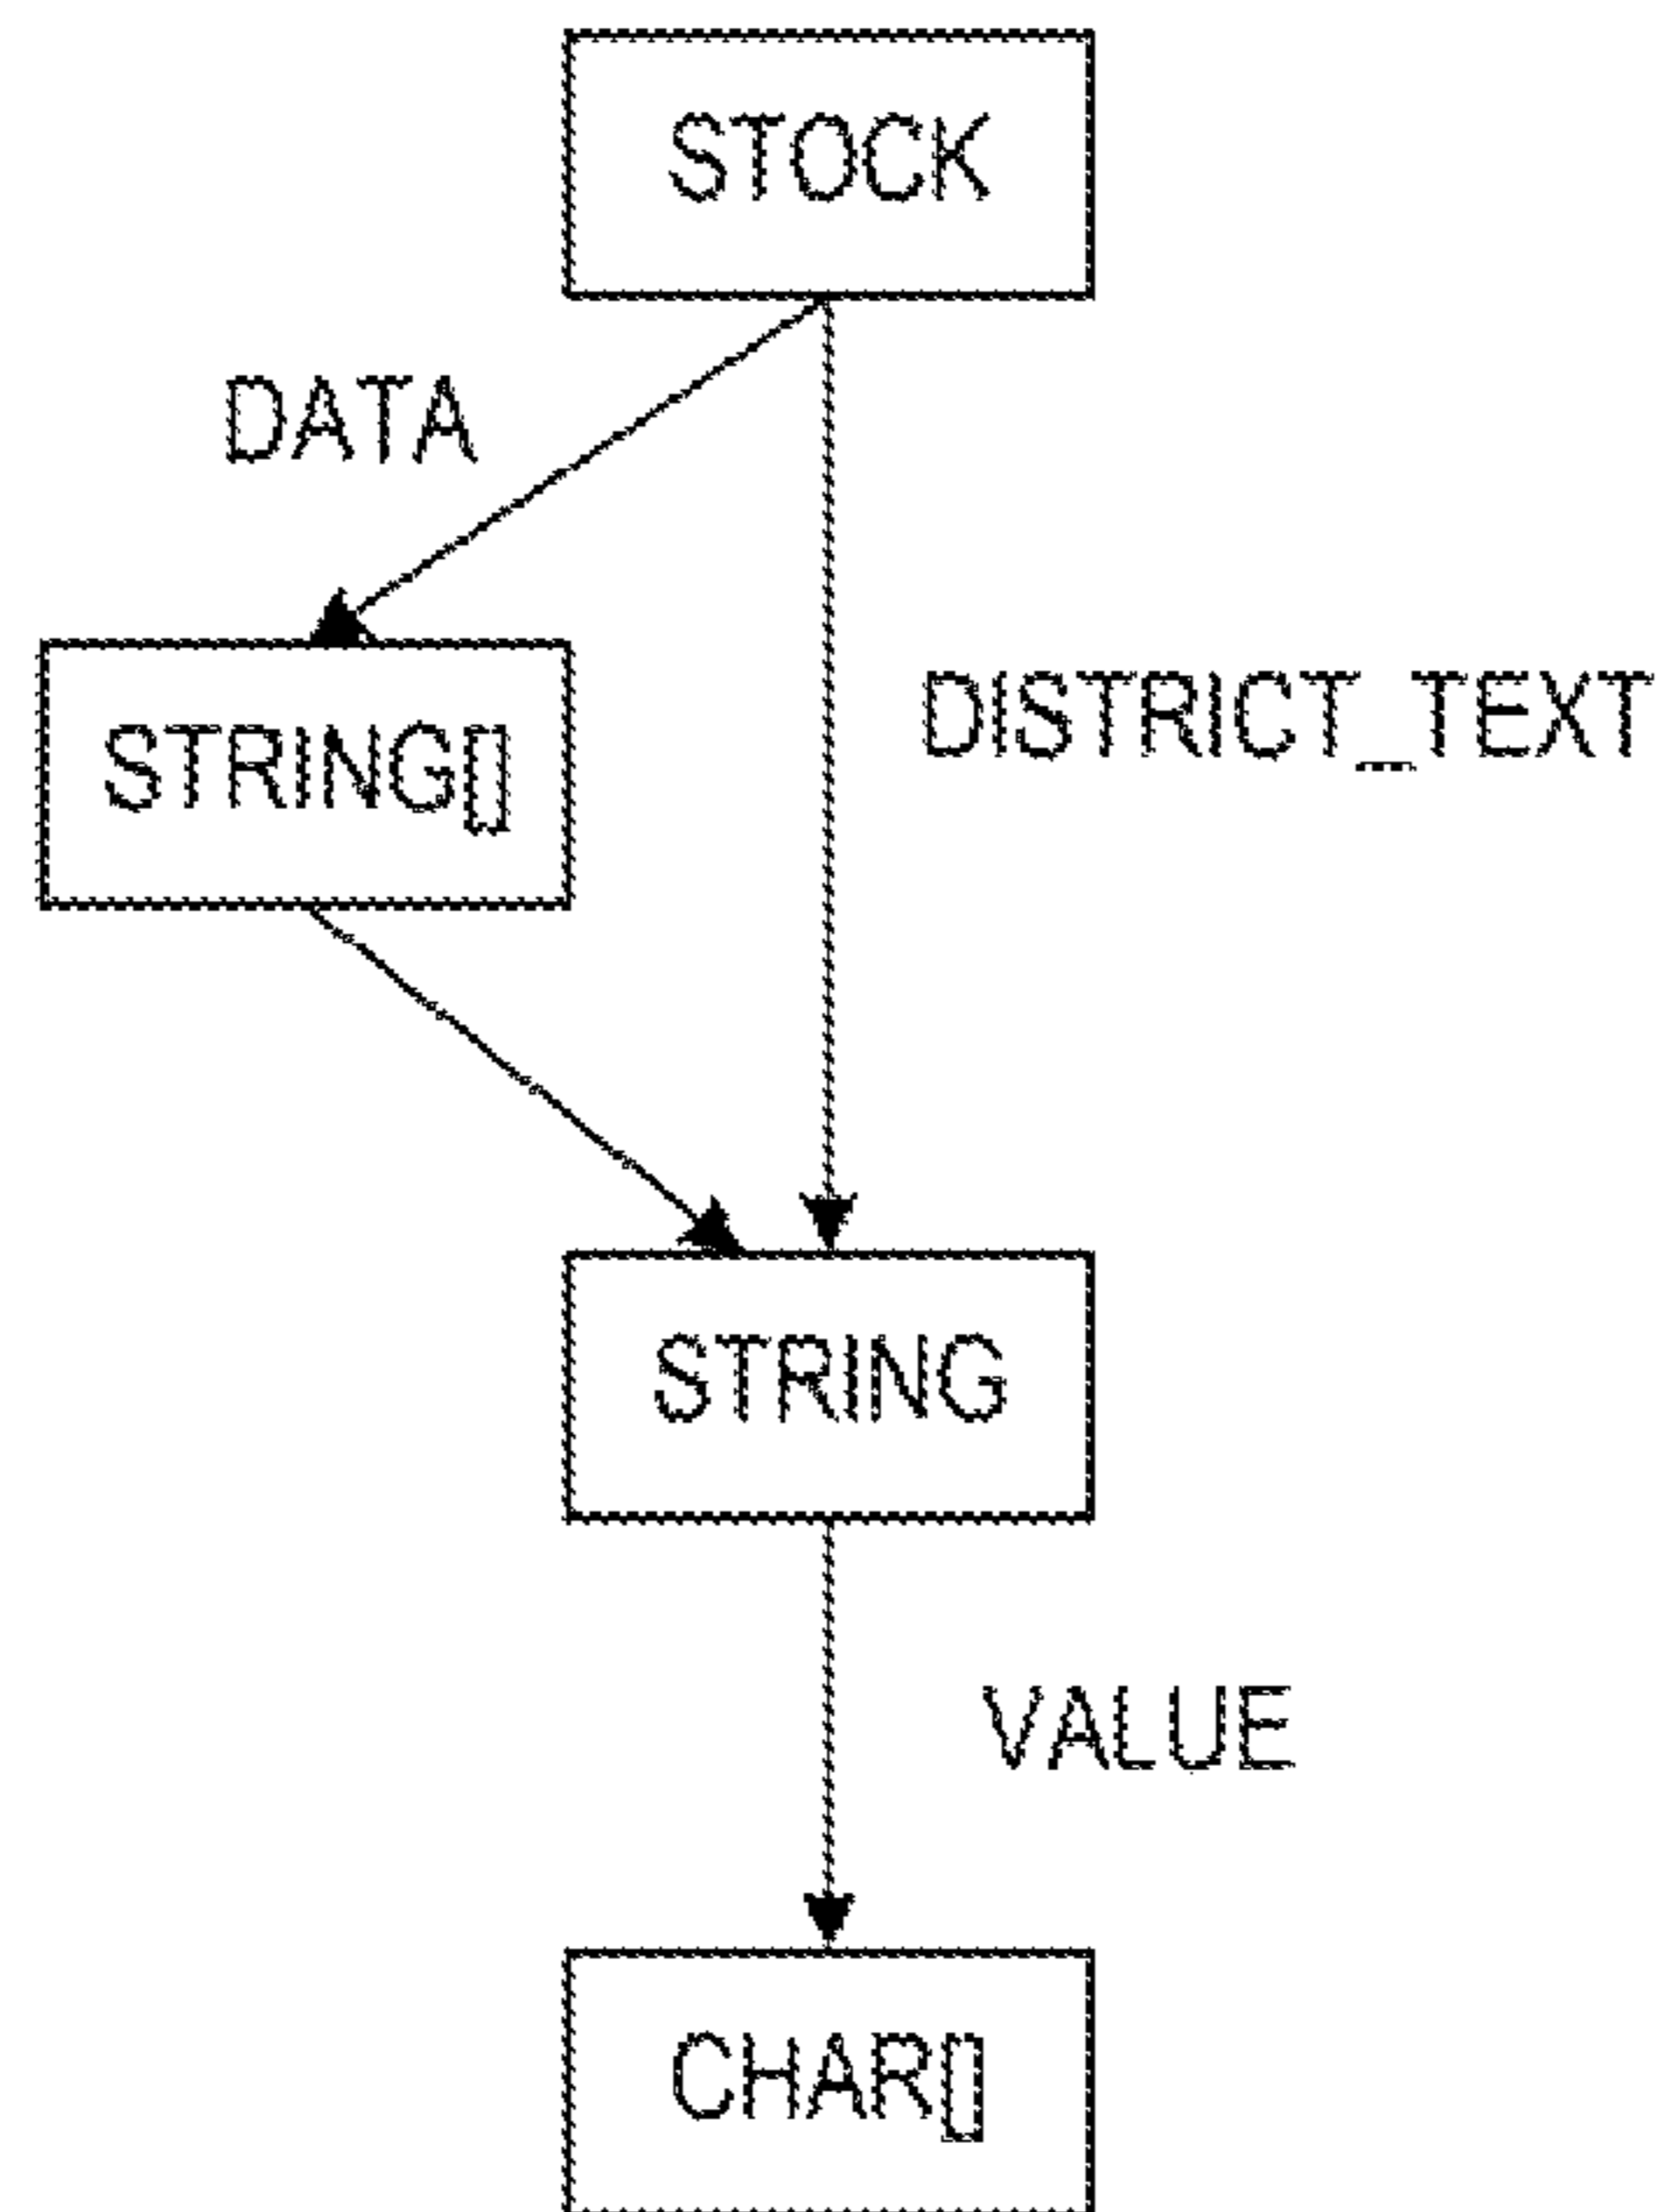 STOCK
DATA
DISTRICT_TEXT
STRING[]
STRING
VALUE
CHAR[]